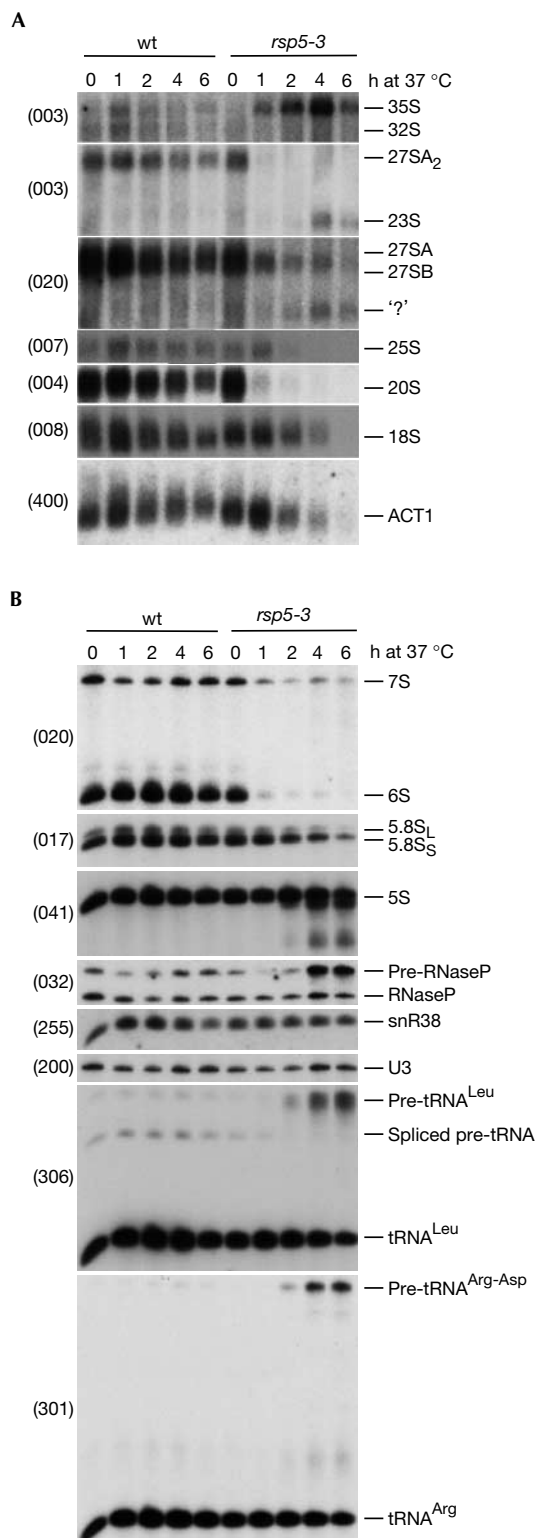 A
wt rsp5-3
0 1 2 4 6 0 1 2 4 6 h at 37 °C
(003) 35S
32S
(003) 27SA2
23S
(020) 27SA
27SB
‘?’
(007) 25S
(004) 20S
(008) 18S
(400) ACT1
B
wt rsp5-3
0 1 2 4 6 0 1 2 4 6 h at 37 °C
7S
(020)
6S
(017) 5.8SL
5.8SS
(041) 5S
(032) Pre-RNaseP
RNaseP
(255) snR38
(200) U3
Pre-tRNALeu
Spliced pre-tRNA
(306)
tRNALeu
Pre-tRNAArg-Asp
(301)
tRNAArg